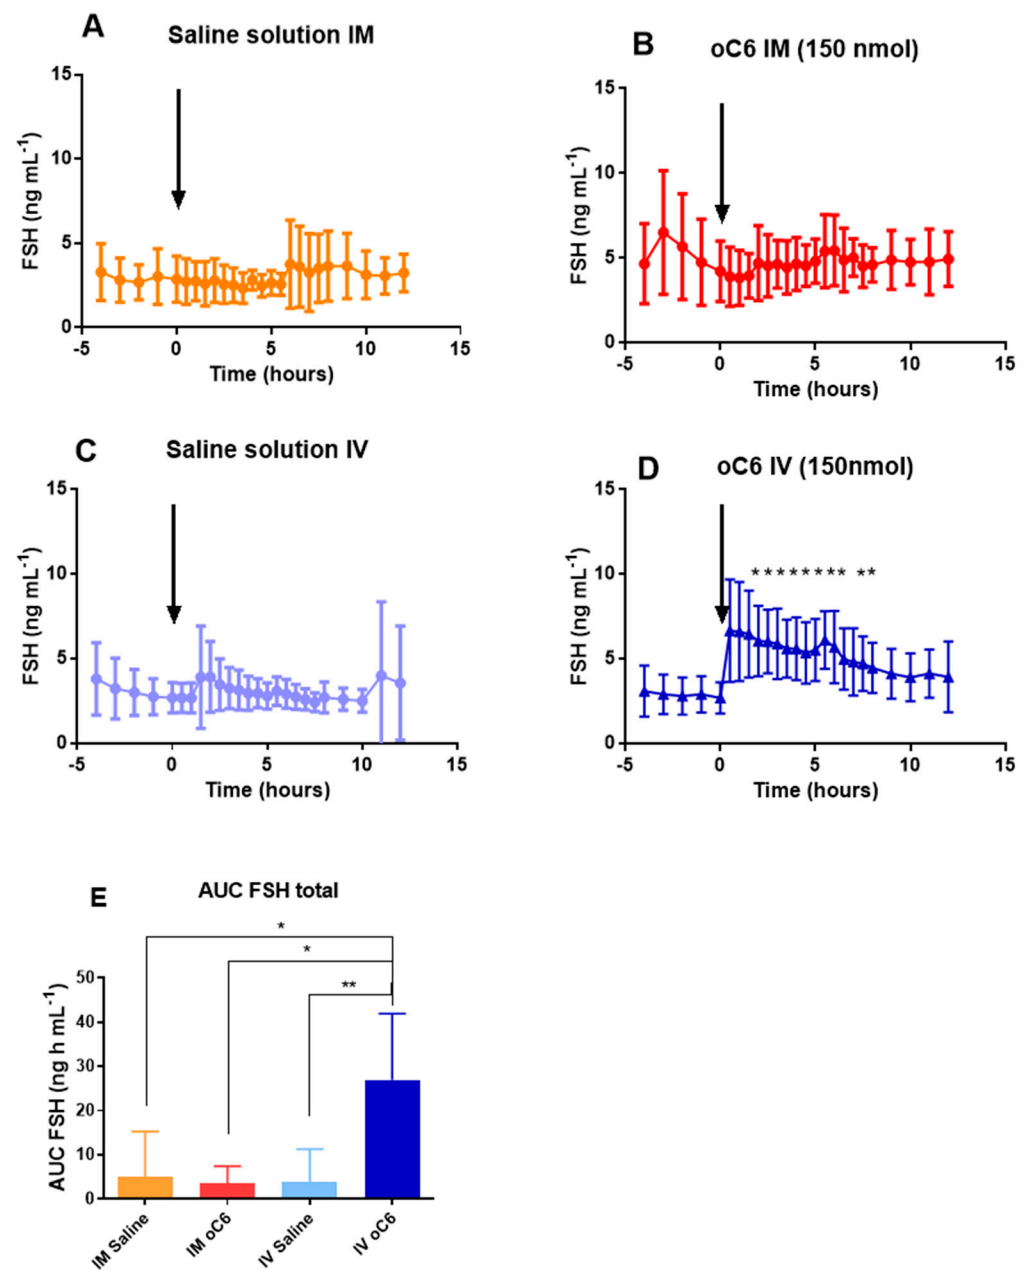 A
Saline solution IM
15
10
5
0
FSH (ng mL⁻¹)
-5 0 5 10 15
Time (hours)
B
oC6 IM (150 nmol)
15
10
5
0
FSH (ng mL⁻¹)
-5 0 5 10 15
Time (hours)
C
Saline solution IV
15
10
5
0
FSH (ng mL⁻¹)
-5 0 5 10 15
Time (hours)
D
oC6 IV (150nmol)
15
10
5
0
FSH (ng mL⁻¹)
******** **
-5 0 5 10 15
Time (hours)
E
AUC FSH total
*
*
**
50
40
30
20
10
0
AUC FSH (ng h mL⁻¹)
IM Saline
IM oC6
IV Saline
IV oC6